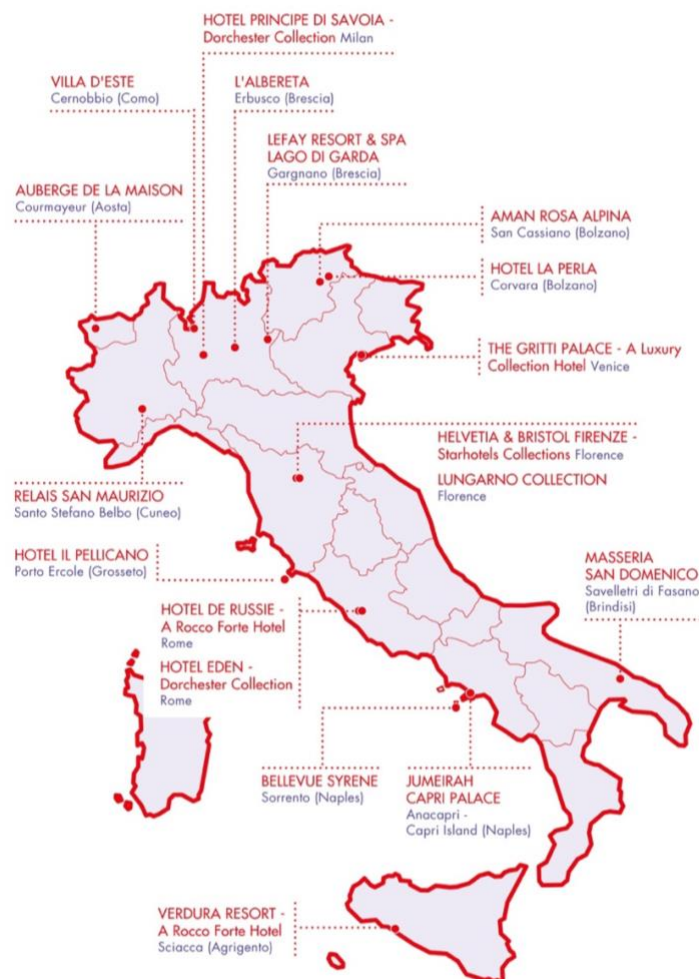 HOTEL PRINCIPE DI SAVOIA -
Dorchester Collection Milan
VILLA D'ESTE
Cernobbio (Como)
L'ALBERETA
Erbusco (Brescia)
LEFAY RESORT & SPA
LAGO DI GARDA
Gargnano (Brescia)
AUBERGE DE LA MAISON
Courmayeur (Aosta)
AMAN ROSA ALPINA
San Cassiano (Bolzano)
HOTEL LA PERLA
Corvara (Bolzano)
THE GRITTI PALACE - A Luxury
Collection Hotel Venice
HELVETIA & BRISTOL FIRENZE -
Starhotels Collections Florence
LUNGARNO COLLECTION
Florence
RELAIS SAN MAURIZIO
Santo Stefano Belbo (Cuneo)
HOTEL IL PELLICANO
Porto Ercole (Grosseto)
MASSERIA
SAN DOMENICO
Savelletri di Fasano
(Brindisi)
HOTEL DE RUSSIE -
A Rocco Forte Hotel
Rome
HOTEL EDEN -
Dorchester Collection
Rome
BELLEVUE SYRENE
Sorrento (Naples)
JUMEIRAH
CAPRI PALACE
Anacapri -
Capri Island (Naples)
VERDURA RESORT -
A Rocco Forte Hotel
Sciacca (Agrigento)